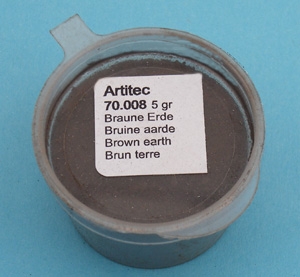 Artitec
70.008 5 gr
Braune Erde
Bruine aarde
Brown earth
Brun terre